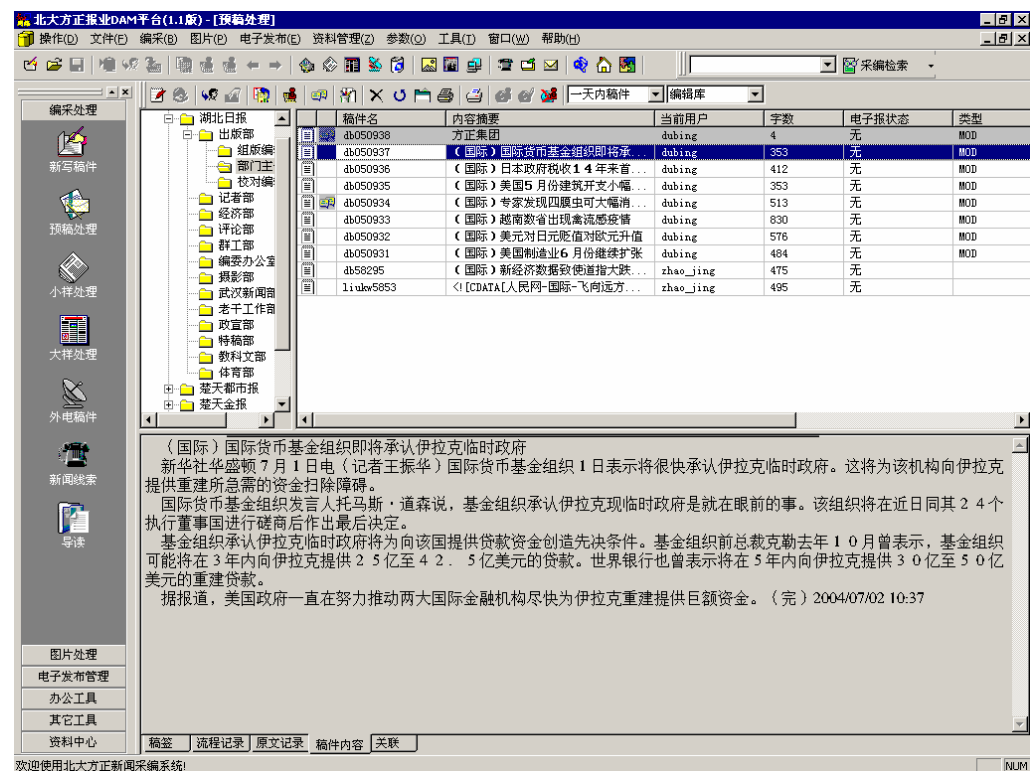 北大方正报业DAM平台(1.1版) - [预稿处理]
操作(D) 文件(F) 编采(B) 图片(P) 电子发布(E) 资料管理(Z) 参数(O) 工具(T) 窗口(W) 帮助(H)
采编检索
一天内稿件 编辑库
编采处理
新写稿件
预稿处理
小样处理
大样处理
外电稿件
新闻线索
导读
图片处理
电子发布管理
办公工具
其它工具
资料中心
湖北日报
出版部
组版编
部门主
校对编
记者部
经济部
评论部
群工部
编委办公室
摄影部
武汉新闻部
老干工作部
政宣部
特稿部
教科文部
体育部
楚天都市报
楚天金报
稿件名 内容摘要 当前用户 字数 电子报状态 类型
db050938 方正集团 dubing 4 无 MOD
db050937 (国际)国际货币基金组织即将承... dubing 353 无 MOD
db050936 (国际)日本政府税收14年来首... dubing 412 无 MOD
db050935 (国际)美国5月份建筑开支小幅... dubing 353 无 MOD
db050934 (国际)专家发现四膜虫可大幅消... dubing 513 无 MOD
db050933 (国际)越南数省出现禽流感疫情 dubing 830 无 MOD
db050932 (国际)美元对日元贬值对欧元升值 dubing 576 无 MOD
db050931 (国际)美国制造业6月份继续扩张 dubing 484 无 MOD
db58295 (国际)新经济数据致使道指大跌... zhao_jing 475 无
liukw5853 <![CDATA[人民网-国际-飞向远方... zhao_jing 495 无
(国际)国际货币基金组织即将承认伊拉克临时政府
新华社华盛顿7月1日电(记者王振华)国际货币基金组织1日表示将很快承认伊拉克临时政府。这将为该机构向伊拉克
提供重建所急需的资金扫除障碍。
国际货币基金组织发言人托马斯·道森说,基金组织承认伊拉克现临时政府是就在眼前的事。该组织将在近日同其24个
执行董事国进行磋商后作出最后决定。
基金组织承认伊拉克临时政府将为向该国提供贷款资金创造先决条件。基金组织前总裁克勒去年10月曾表示,基金组织
可能将在3年内向伊拉克提供25亿至42.5亿美元的贷款。世界银行也曾表示将在5年内向伊拉克提供30亿至50亿
美元的重建贷款。
据报道,美国政府一直在努力推动两大国际金融机构尽快为伊拉克重建提供巨额资金。(完)2004/07/02 10:37
稿签 流程记录 原文记录 稿件内容 关联
欢迎使用北大方正新闻采编系统! NUM